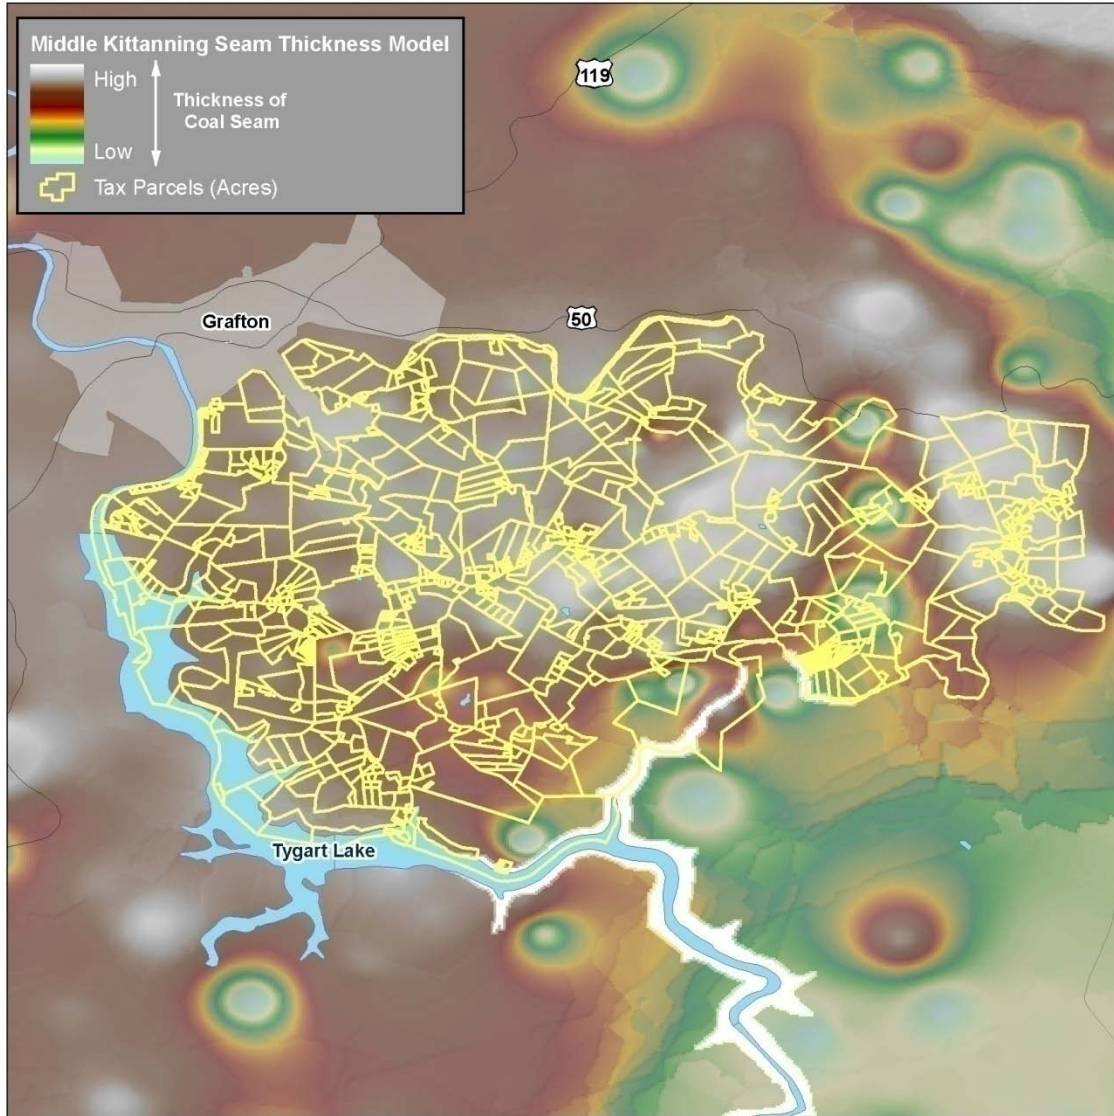 Middle Kittanning Seam Thickness Model
High
Thickness of
Coal Seam
Low
Tax Parcels (Acres)
119
50
Grafton
Tygart Lake